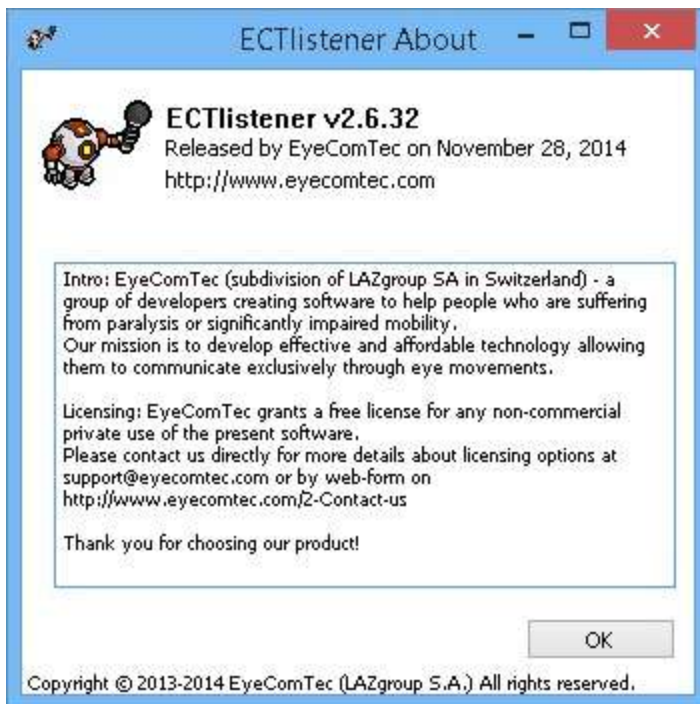 ECTlistener About
ECTlistener v2.6.32
Released by EyeComTec on November 28, 2014
http://www.eyecomtec.com
Intro: EyeComTec (subdivision of LAZgroup SA in Switzerland) - a
group of developers creating software to help people who are suffering
from paralysis or significantly impaired mobility.
Our mission is to develop effective and affordable technology allowing
them to communicate exclusively through eye movements.
Licensing: EyeComTec grants a free license for any non-commercial
private use of the present software.
Please contact us directly for more details about licensing options at
support@eyecomtec.com or by web-form on
http://www.eyecomtec.com/2-Contact-us
Thank you for choosing our product!
OK
Copyright © 2013-2014 EyeComTec (LAZgroup S.A.) All rights reserved.